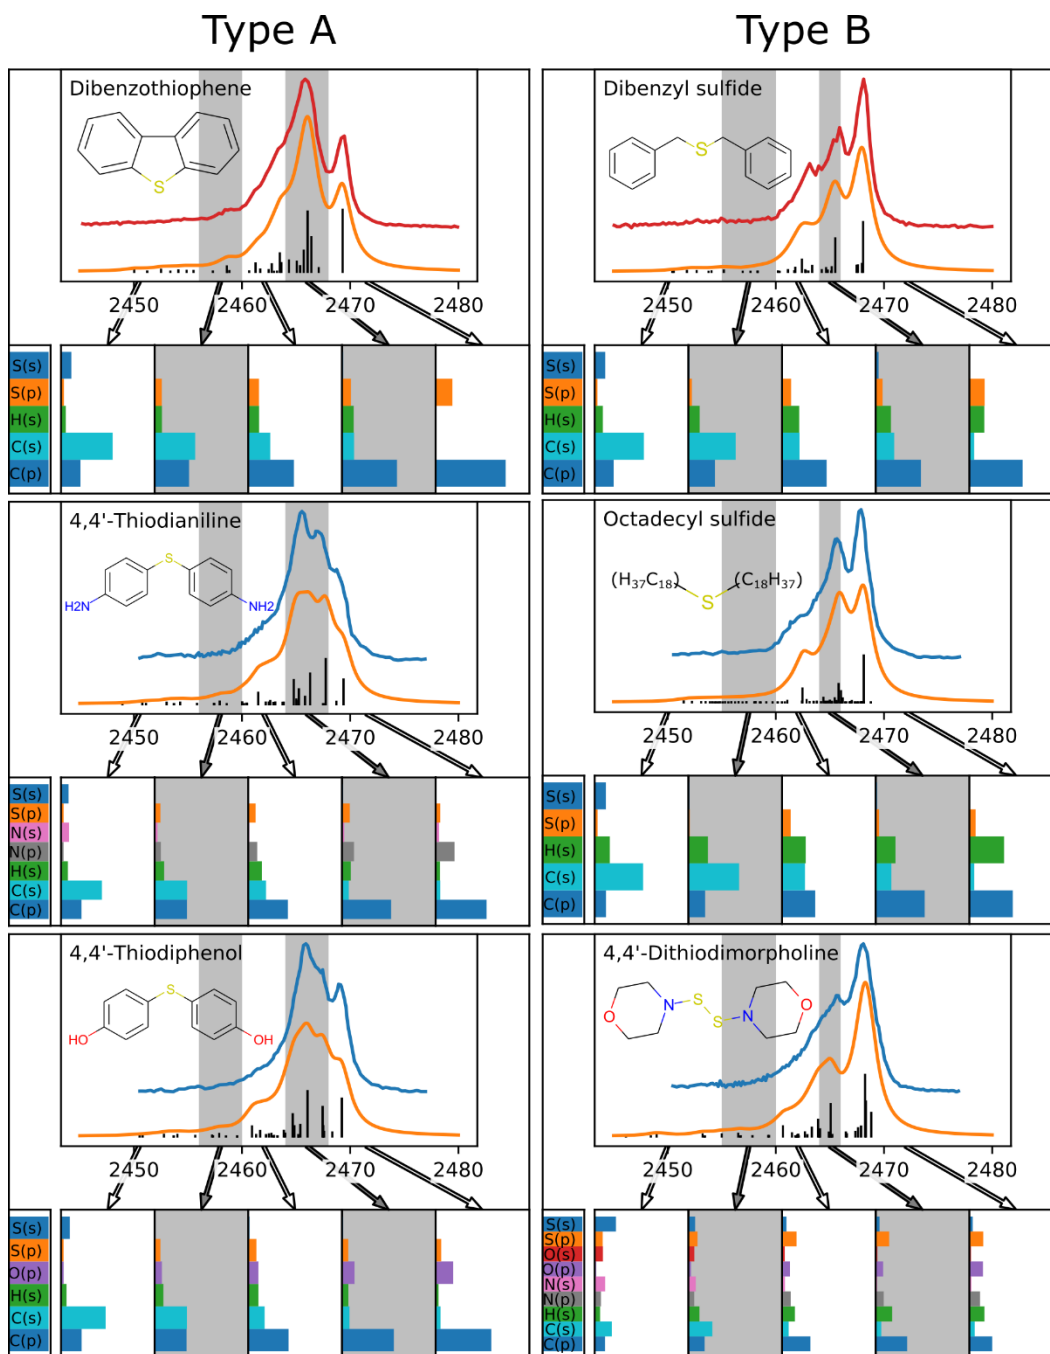 Type A
Type B
Dibenzothiophene
S
2450 2460 2470 2480
S(s)
S(p)
H(s)
C(s)
C(p)
Dibenzyl sulfide
S
2450 2460 2470 2480
S(s)
S(p)
H(s)
C(s)
C(p)
4,4'-Thiodianiline
S
H2N
NH2
2450 2460 2470 2480
S(s)
S(p)
N(s)
N(p)
H(s)
C(s)
C(p)
Octadecyl sulfide
(H37C18) (C18H37)
S
2450 2460 2470 2480
S(s)
S(p)
H(s)
C(s)
C(p)
4,4'-Thiodiphenol
S
HO
OH
2450 2460 2470 2480
S(s)
S(p)
O(p)
H(s)
C(s)
C(p)
4,4'-Dithiodimorpholine
O N S S N O
2450 2460 2470 2480
S(s)
S(p)
O(s)
O(p)
N(s)
N(p)
H(s)
C(s)
C(p)